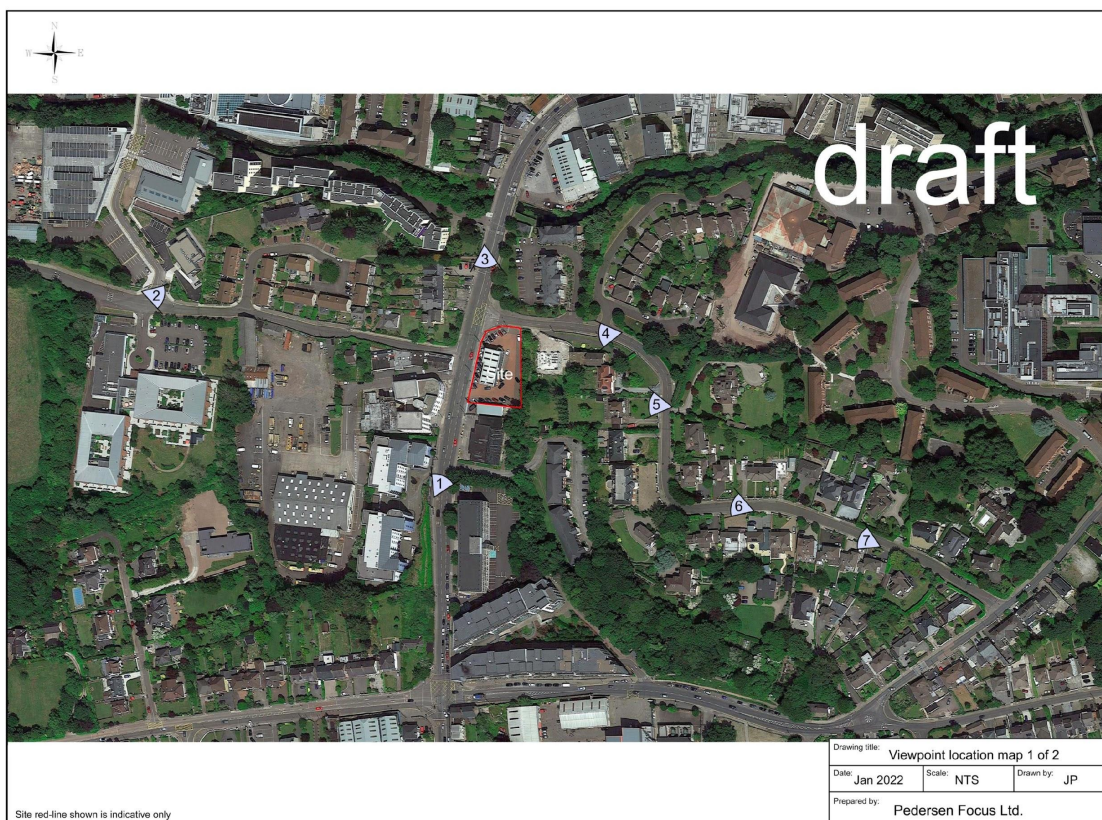 N
W E
S
draft
3
2
4
Site
5
1
6
7
Drawing title: Viewpoint location map 1 of 2
Date: Jan 2022 Scale: NTS Drawn by: JP
Prepared by: Pedersen Focus Ltd.
Site red-line shown is indicative only